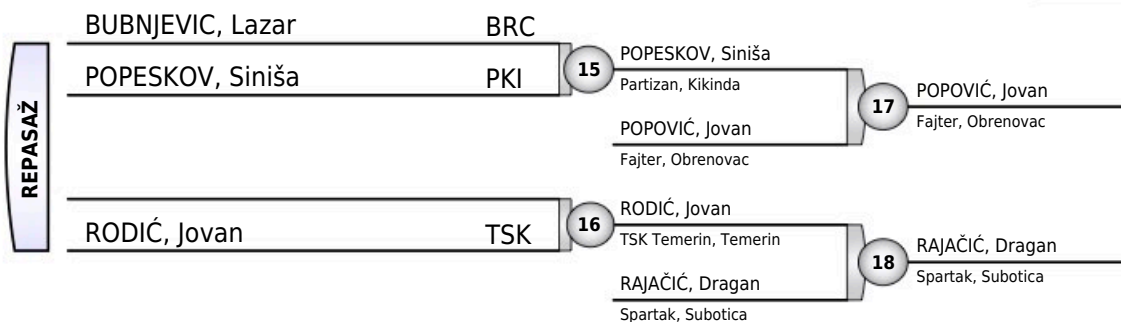 BUBNJEVIC, Lazar BRC
POPESKOV, Siniša PKI
15
POPESKOV, Siniša
Partizan, Kikinda
POPOVIĆ, Jovan
Fajter, Obrenovac
17
POPOVIĆ, Jovan
Fajter, Obrenovac
REPASAŽ
RODIĆ, Jovan TSK
16
RODIĆ, Jovan
TSK Temerin, Temerin
RAJAČIĆ, Dragan
Spartak, Subotica
18
RAJAČIĆ, Dragan
Spartak, Subotica